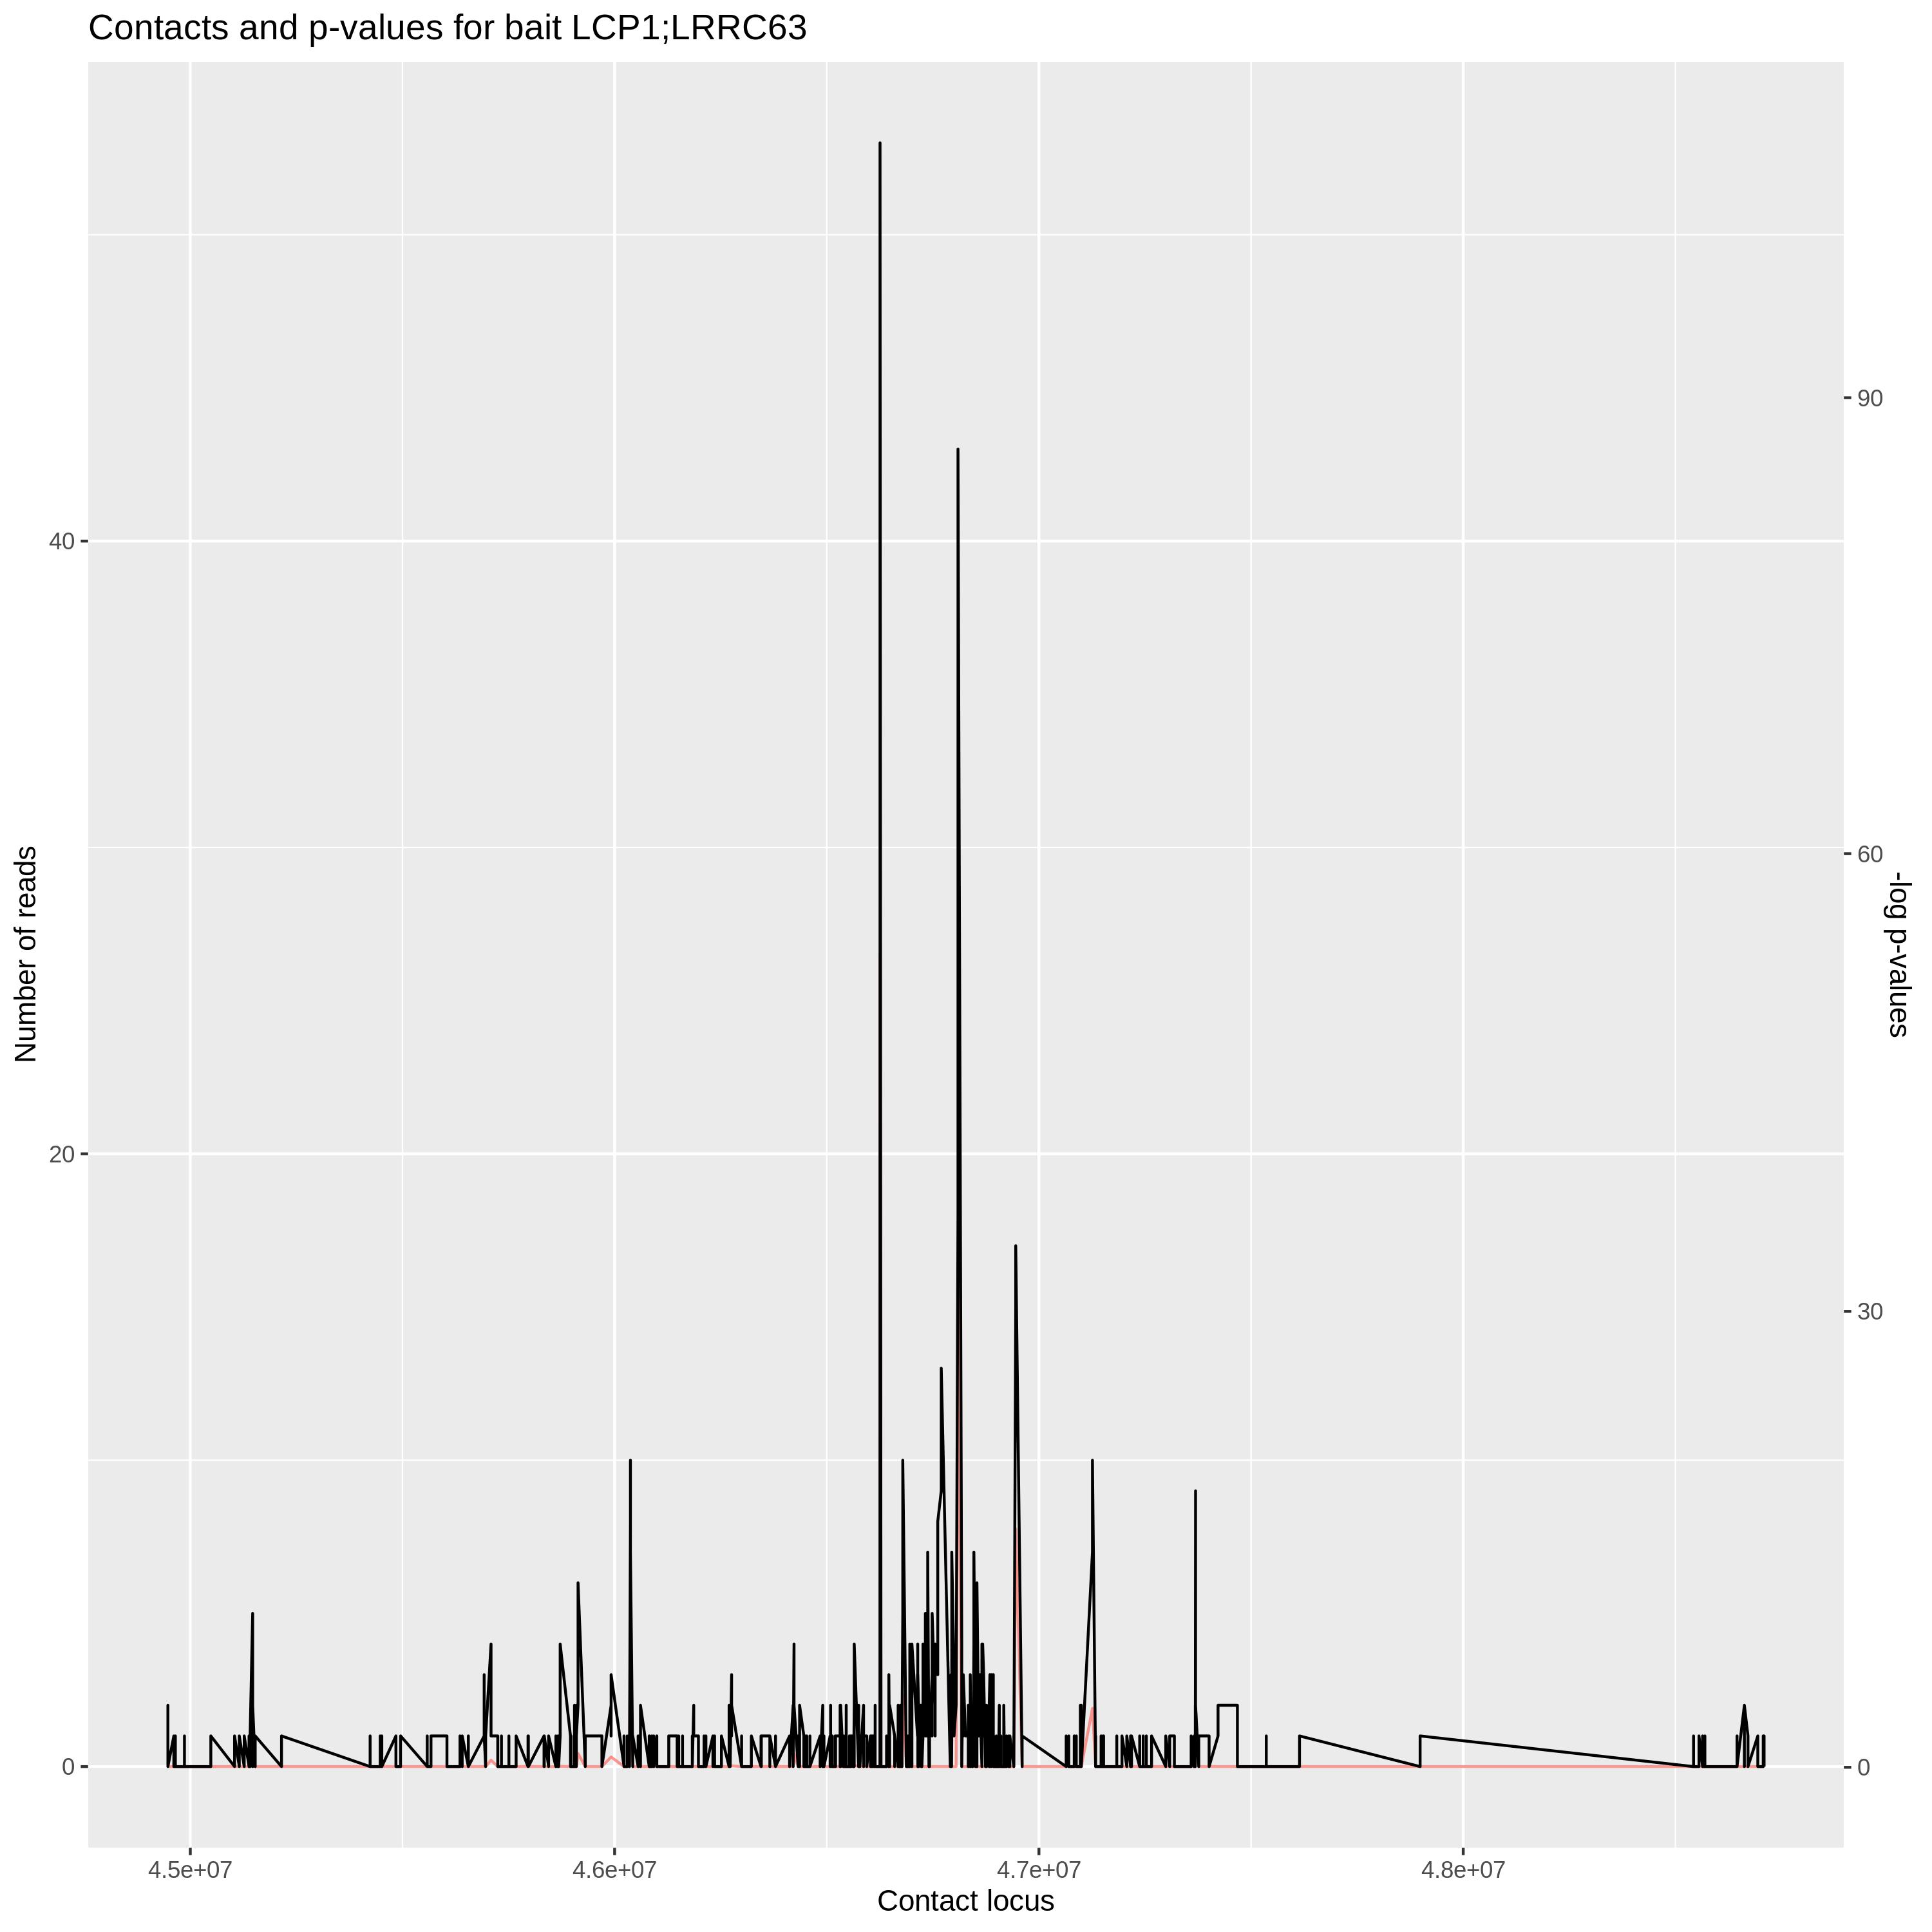 Contacts and p-values for bait LCP1;LRRC63
Number of reads
40
20
0
90
60
30
0
-log p-values
4.5e+07 4.6e+07 4.7e+07 4.8e+07
Contact locus